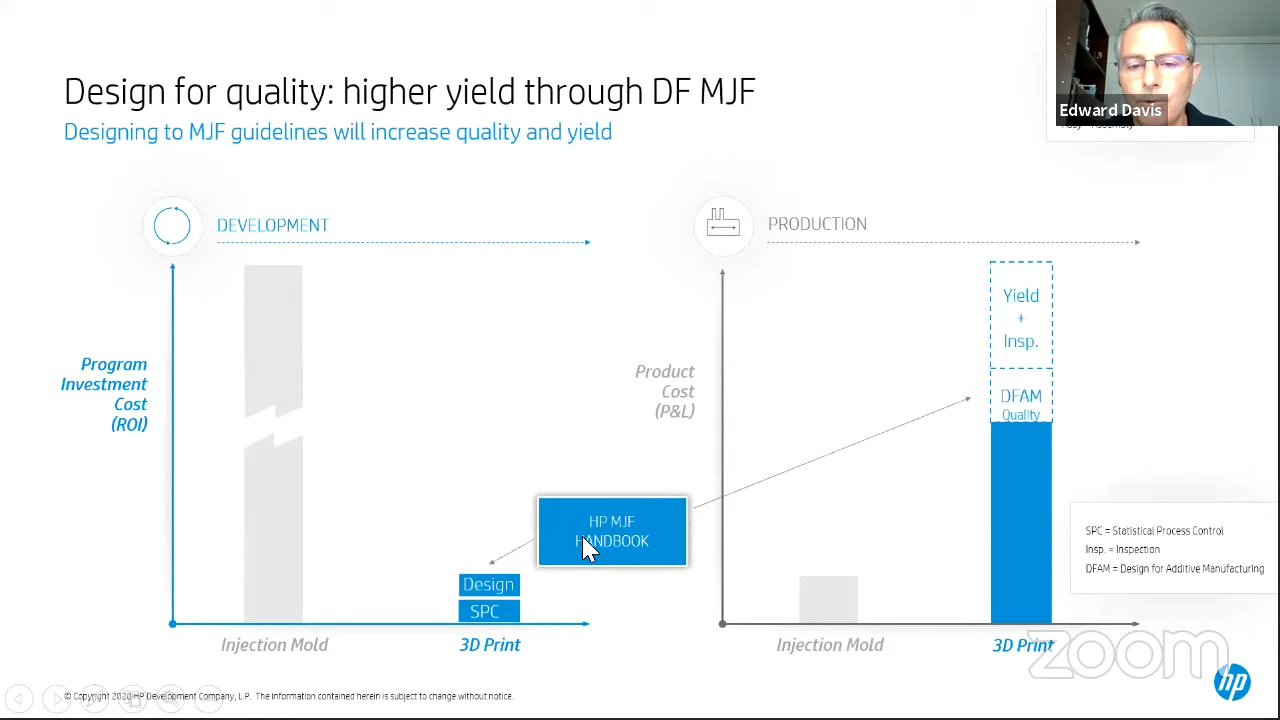 Design for quality: higher yield through DF MJF
Designing to MJF guidelines will increase quality and yield
Edward Davis
DEVELOPMENT
PRODUCTION
Program
Investment
Cost
(ROI)
Product
Cost
(P&L)
Yield
+
Insp.
DFAM
Quality
HP MJF
HANDBOOK
Design
SPC
SPC = Statistical Process Control
Insp. = Inspection
DFAM = Design for Additive Manufacturing
Injection Mold
3D Print
Injection Mold
3D Print
zoom
hp
© Copyright 2020 HP Development Company, L.P. The information contained herein is subject to change without notice.